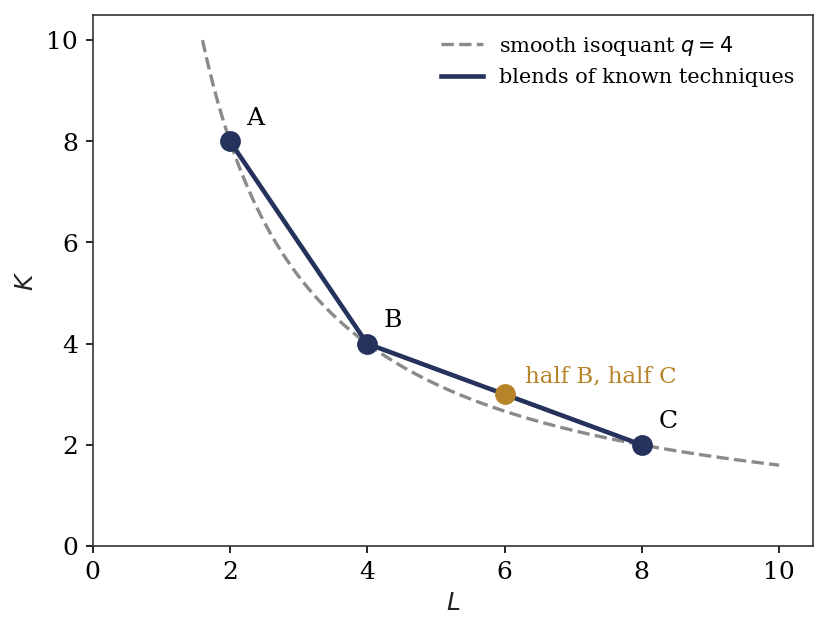 smooth isoquant q = 4
blends of known techniques
10
8
6
4
2
0
K
A
B
half B, half C
C
0 2 4 6 8 10
L